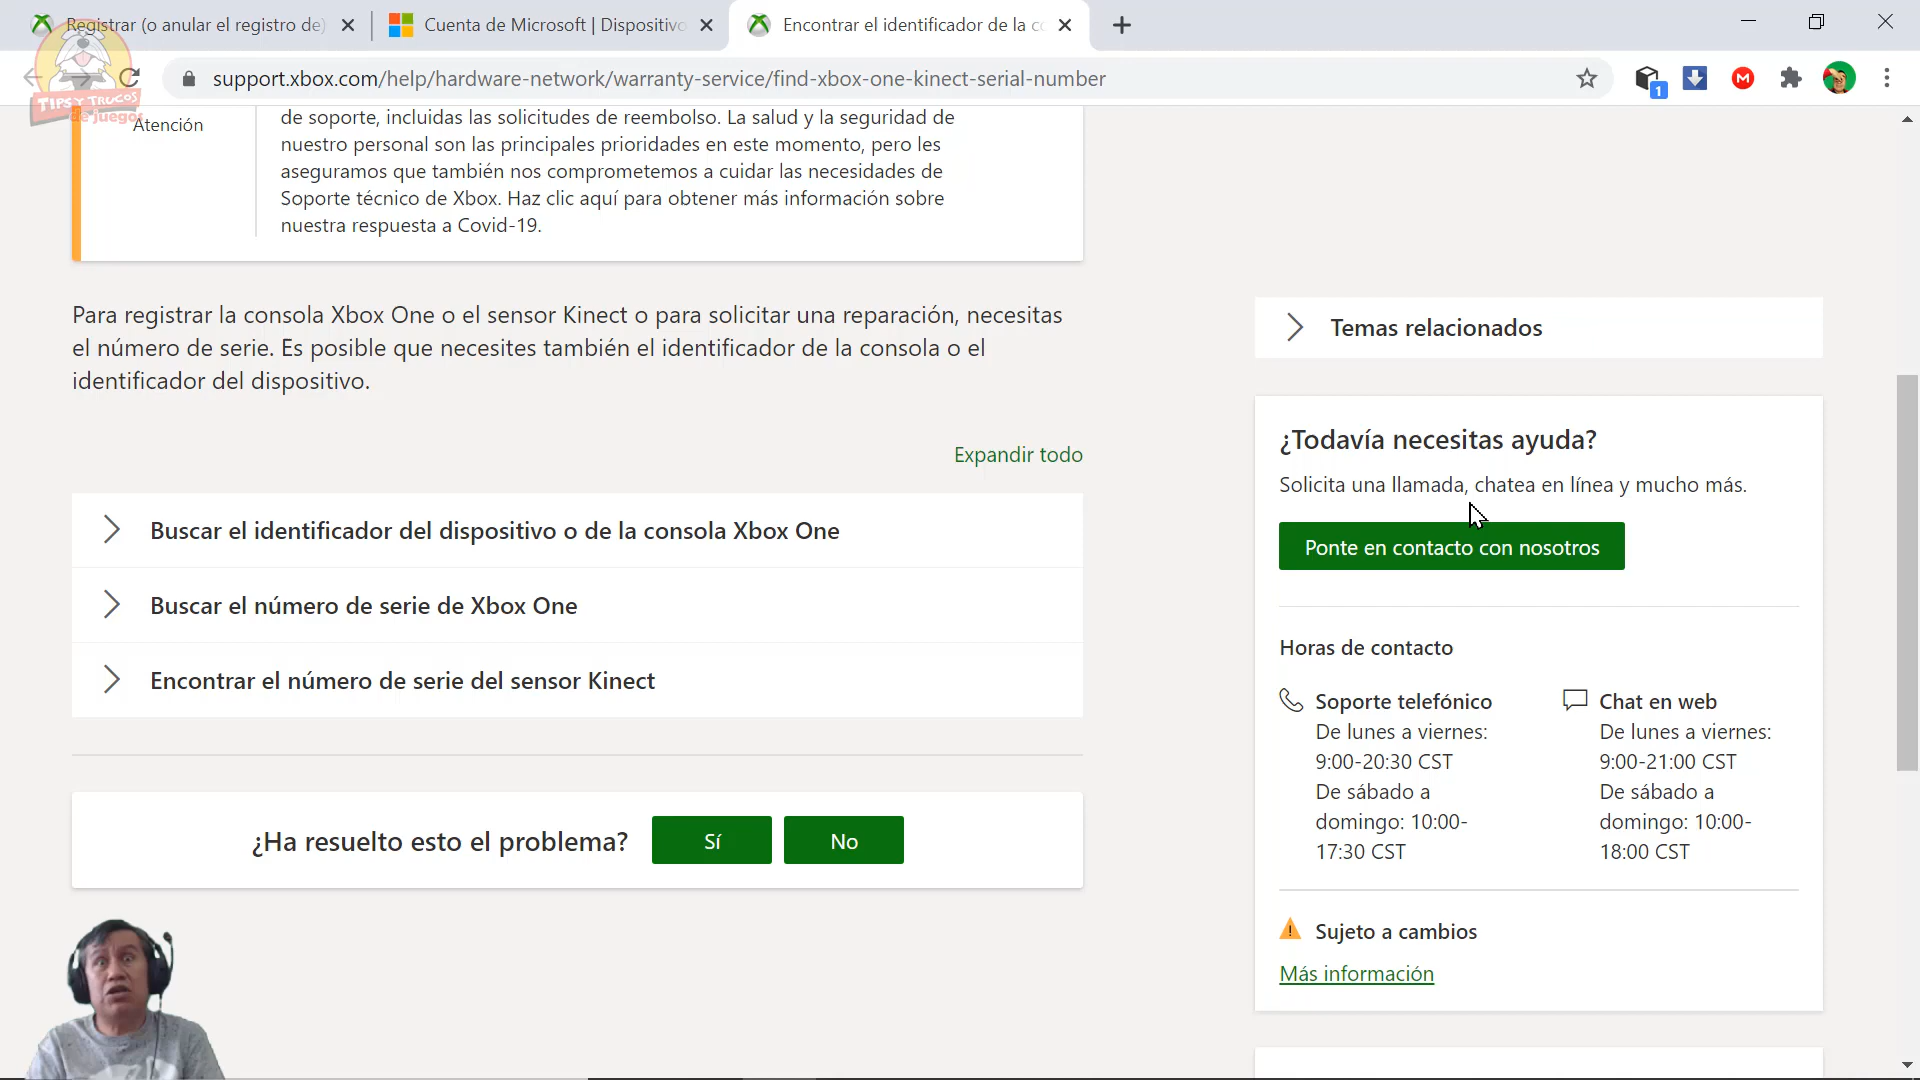 Registrar (o anular el registro de)
Cuenta de Microsoft | Dispositivo
Encontrar el identificador de la co
support.xbox.com/help/hardware-network/warranty-service/find-xbox-one-kinect-serial-number
1
M
TIPS Y TRUCOS
de juegos
Atención
de soporte, incluidas las solicitudes de reembolso. La salud y la seguridad de
nuestro personal son las principales prioridades en este momento, pero les
aseguramos que también nos comprometemos a cuidar las necesidades de
Soporte técnico de Xbox. Haz clic aquí para obtener más información sobre
nuestra respuesta a Covid-19.
Para registrar la consola Xbox One o el sensor Kinect o para solicitar una reparación, necesitas
el número de serie. Es posible que necesites también el identificador de la consola o el
identificador del dispositivo.
Expandir todo
Buscar el identificador del dispositivo o de la consola Xbox One
Buscar el número de serie de Xbox One
Encontrar el número de serie del sensor Kinect
¿Ha resuelto esto el problema?
Sí
No
Temas relacionados
¿Todavía necesitas ayuda?
Solicita una llamada, chatea en línea y mucho más.
Ponte en contacto con nosotros
Horas de contacto
Soporte telefónico
De lunes a viernes:
9:00-20:30 CST
De sábado a
domingo: 10:00-
17:30 CST
Chat en web
De lunes a viernes:
9:00-21:00 CST
De sábado a
domingo: 10:00-
18:00 CST
Sujeto a cambios
Más información